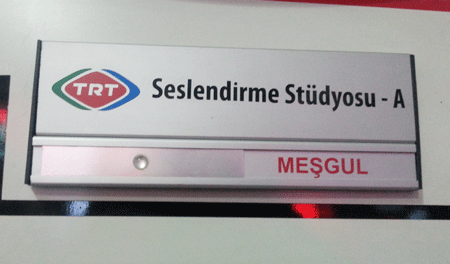 TRT Seslendirme Stüdyosu - A
MEŞGUL